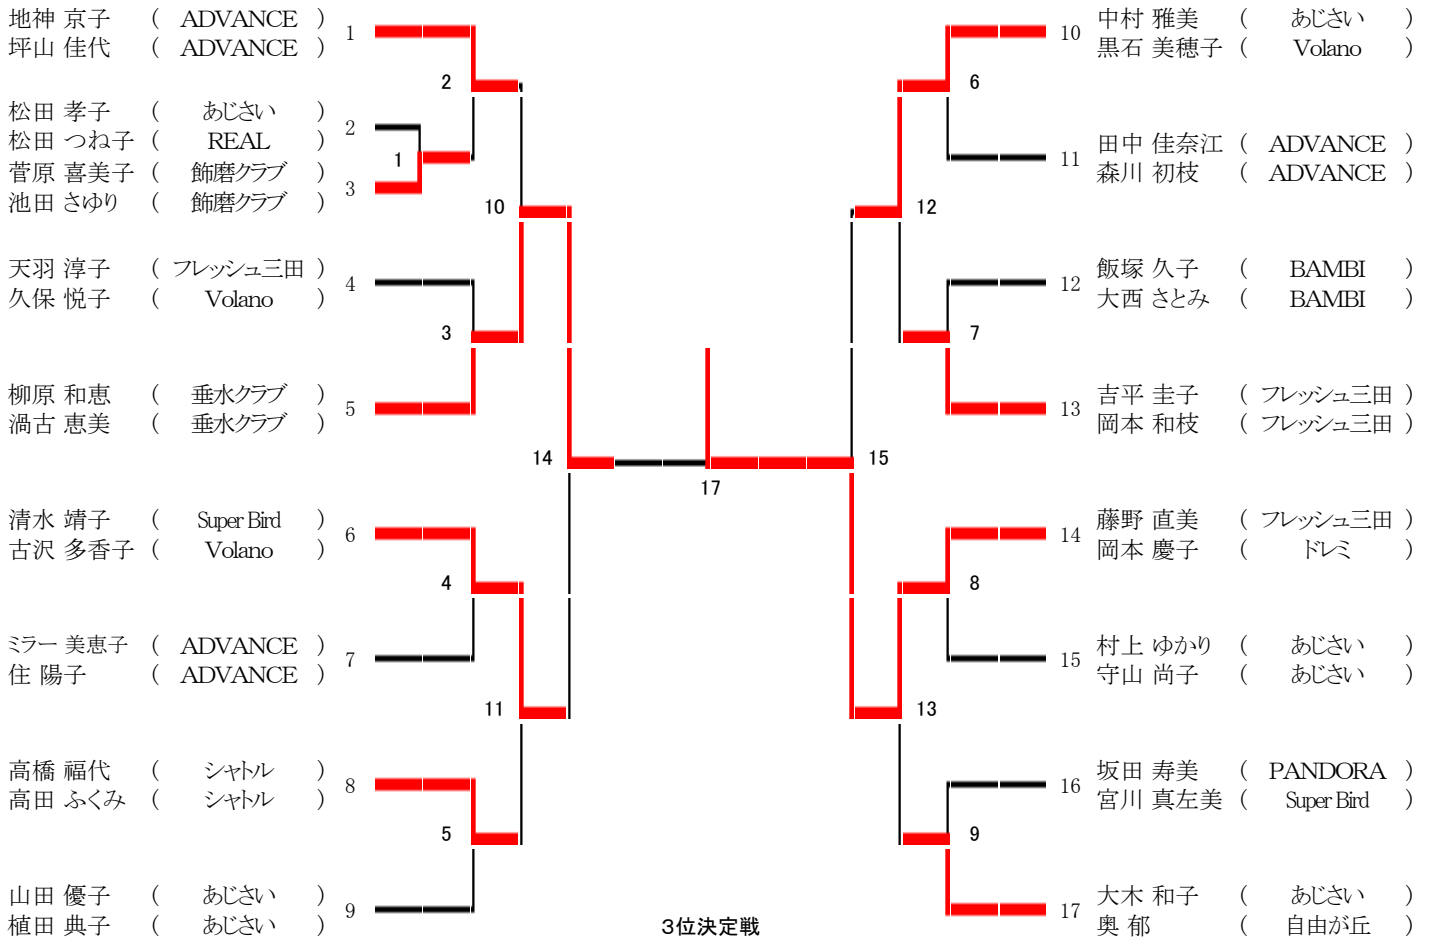 地神 京子 ( ADVANCE ) 1
坪山 佳代 ( ADVANCE )
2
松田 孝子 ( あじさい ) 2
松田 つね子 ( REAL )
1
菅原 喜美子 ( 飾磨クラブ ) 3
池田 さゆり ( 飾磨クラブ )
10
天羽 淳子 ( フレッシュ三田 ) 4
久保 悦子 ( Volano )
3
柳原 和恵 ( 垂水クラブ ) 5
渦古 恵美 ( 垂水クラブ )
14
清水 靖子 ( Super Bird ) 6
古沢 多香子 ( Volano )
4
ミラー 美恵子 ( ADVANCE ) 7
住 陽子 ( ADVANCE )
11
高橋 福代 ( シャトル ) 8
高田 ふくみ ( シャトル )
5
山田 優子 ( あじさい ) 9
植田 典子 ( あじさい )
17
3位決定戦
10 中村 雅美 ( あじさい )
黒石 美穂子 ( Volano )
6
11 田中 佳奈江 ( ADVANCE )
森川 初枝 ( ADVANCE )
12
12 飯塚 久子 ( BAMBI )
大西 さとみ ( BAMBI )
7
13 吉平 圭子 ( フレッシュ三田 )
岡本 和枝 ( フレッシュ三田 )
15
14 藤野 直美 ( フレッシュ三田 )
岡本 慶子 ( ドレミ )
8
15 村上 ゆかり ( あじさい )
守山 尚子 ( あじさい )
13
16 坂田 寿美 ( PANDORA )
宮川 真左美 ( Super Bird )
9
17 大木 和子 ( あじさい )
奥 郁 ( 自由が丘 )